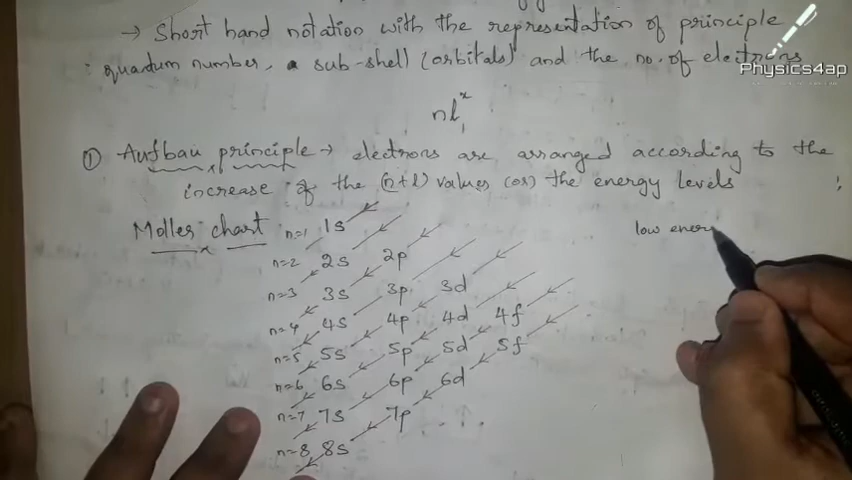 → Short hand notation with the representation of principle
quantum number, sub-shell (orbitals) and the no. of electrons
Physics4ap
nlˣ
① Aufbau principle → electrons are arranged according to the
increase of the (n+l) values (or) the energy levels
Moller chart
low energ
n=1 1s
n=2 2s 2p
n=3 3s 3p 3d
n=4 4s 4p 4d 4f
n=5 5s 5p 5d 5f
n=6 6s 6p 6d
n=7 7s 7p
n=8 8s